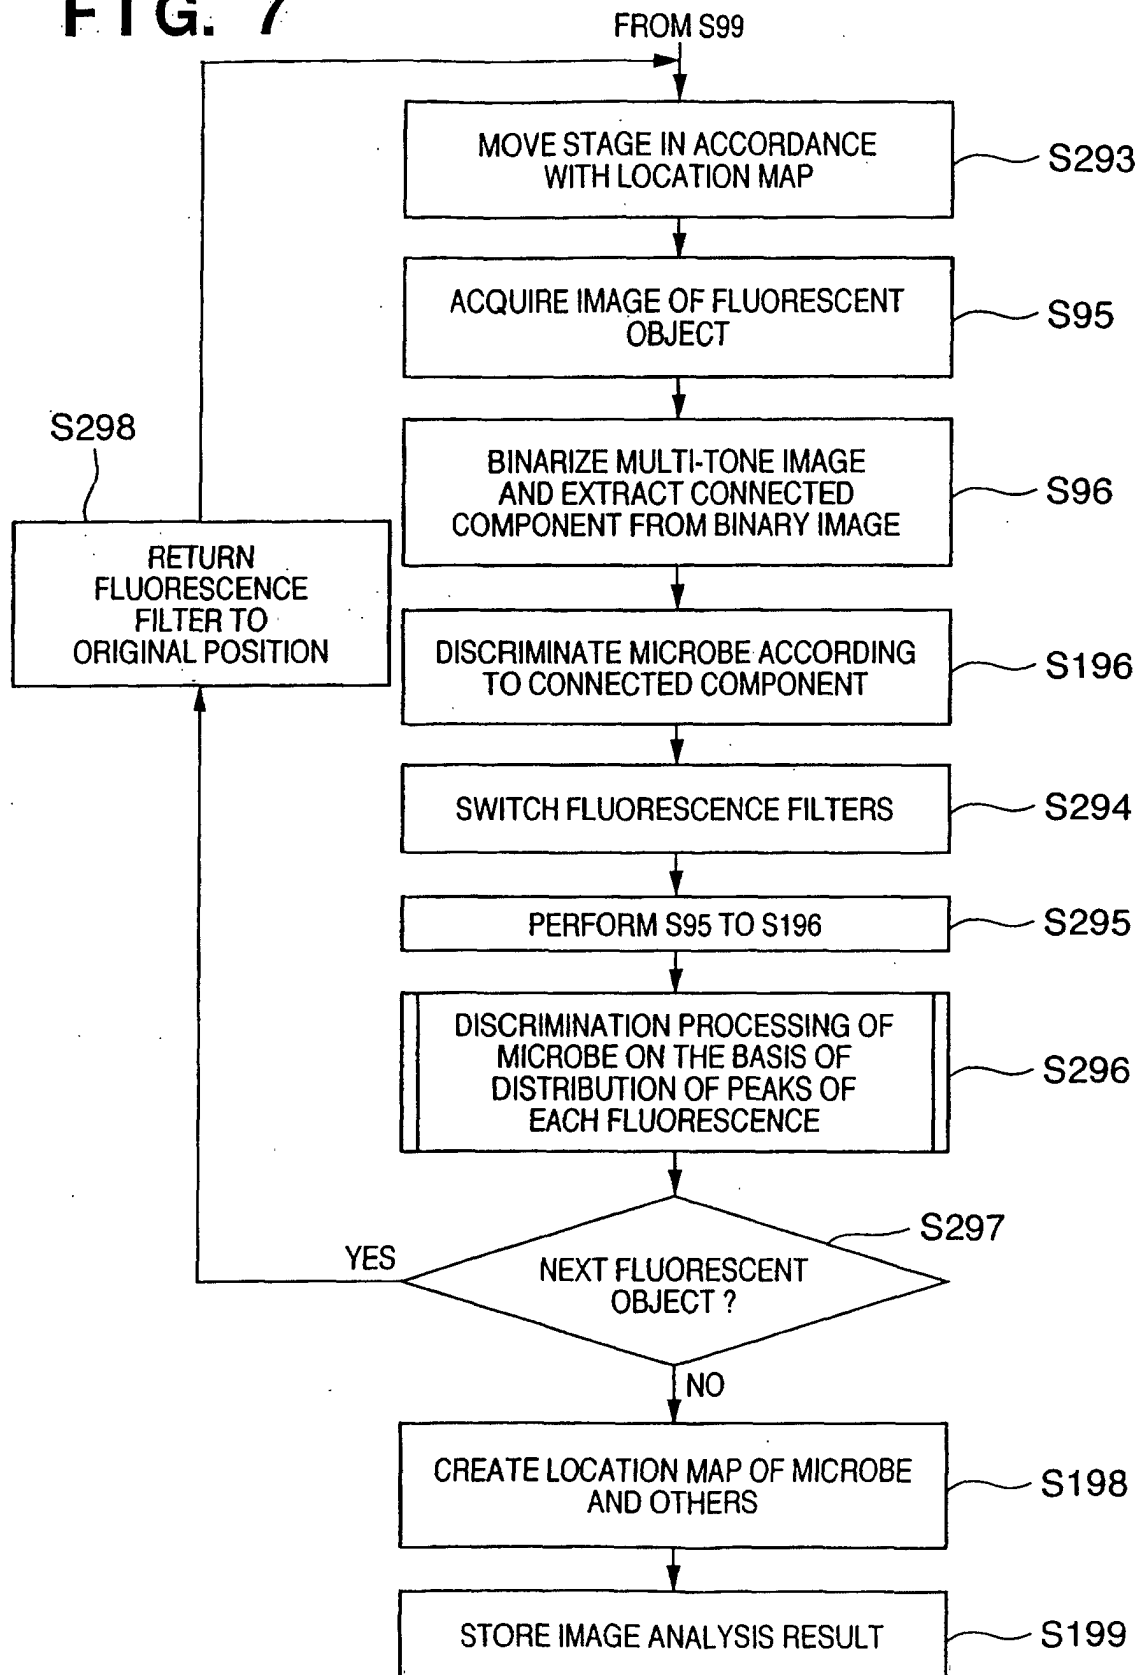 FIG. 7
FROM S99
MOVE STAGE IN ACCORDANCE
WITH LOCATION MAP
S293
ACQUIRE IMAGE OF FLUORESCENT
OBJECT
S95
BINARIZE MULTI-TONE IMAGE
AND EXTRACT CONNECTED
COMPONENT FROM BINARY IMAGE
S96
S298
RETURN
FLUORESCENCE
FILTER TO
ORIGINAL POSITION
DISCRIMINATE MICROBE ACCORDING
TO CONNECTED COMPONENT
S196
SWITCH FLUORESCENCE FILTERS
S294
PERFORM S95 TO S196
S295
DISCRIMINATION PROCESSING OF
MICROBE ON THE BASIS OF
DISTRIBUTION OF PEAKS OF
EACH FLUORESCENCE
S296
S297
YES
NEXT FLUORESCENT
OBJECT ?
NO
CREATE LOCATION MAP OF MICROBE
AND OTHERS
S198
STORE IMAGE ANALYSIS RESULT
S199